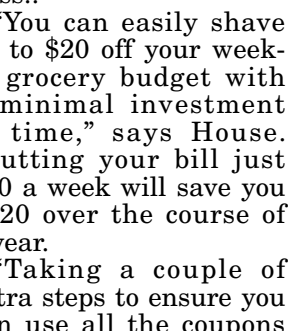 "You can easily shave
to $20 off your week-
grocery budget with
minimal investment
time," says House.
utting your bill just
0 a week will save you
20 over the course of
year.
"Taking a couple of
tra steps to ensure you
n use all the coupons